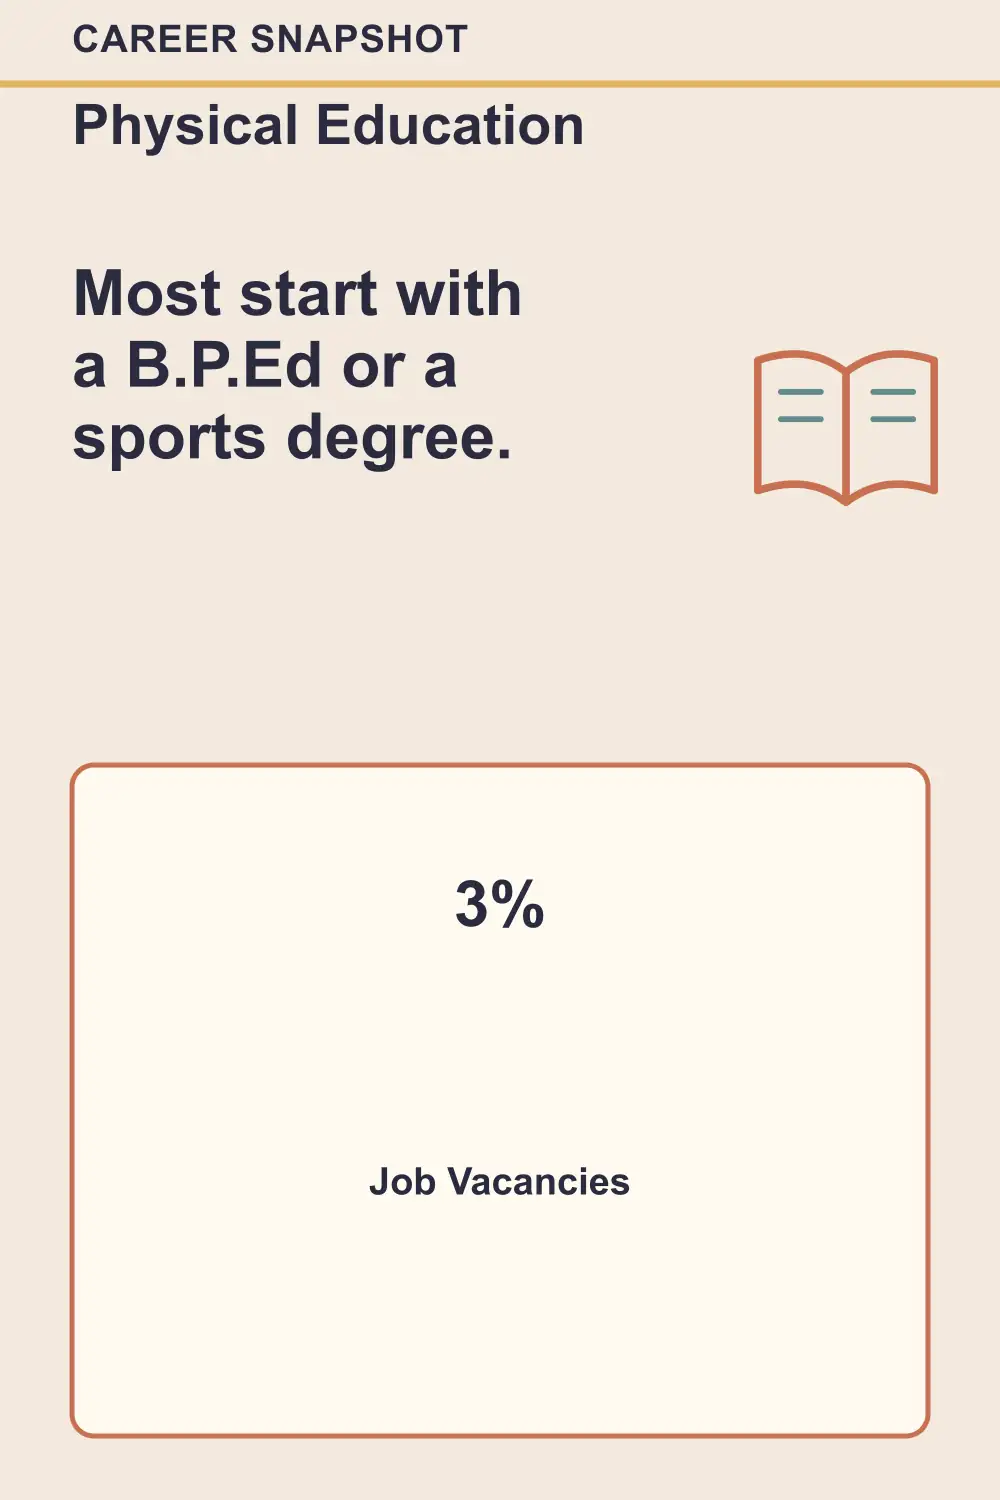 CAREER SNAPSHOT
Physical Education
Most start with
a B.P.Ed or a
sports degree.
3%
Job Vacancies